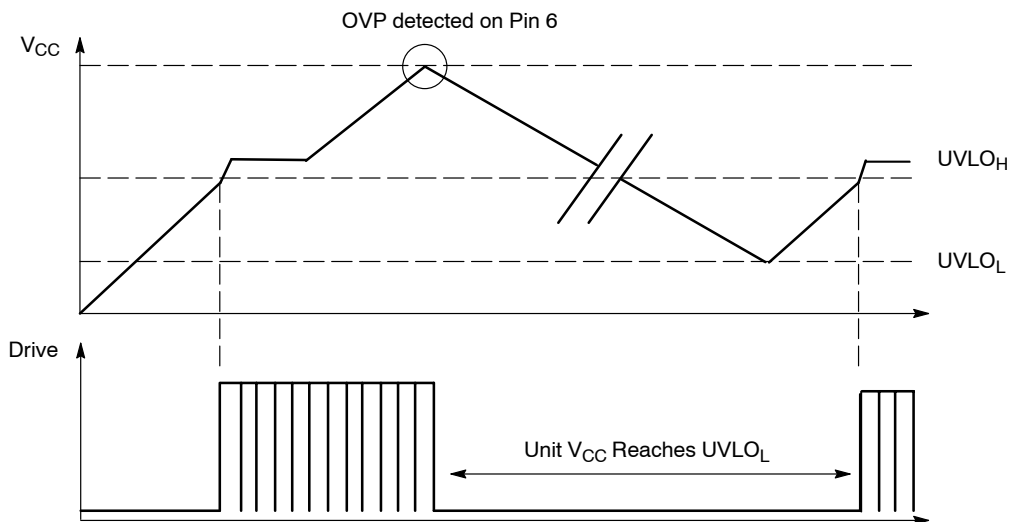 OVP detected on Pin 6
VCC
UVLOH
UVLOL
Drive
Unit VCC Reaches UVLOL